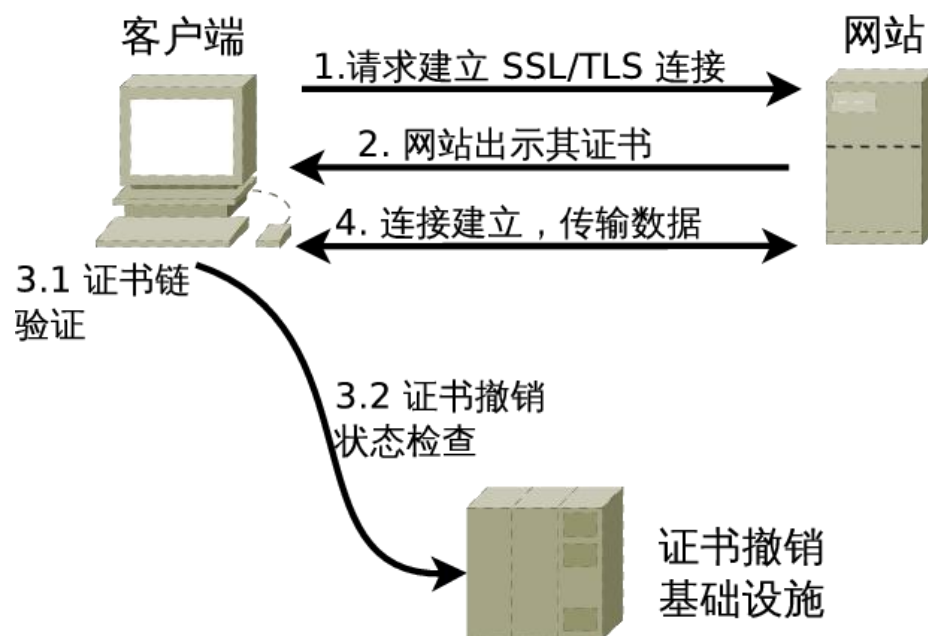 客户端
网站
1.请求建立 SSL/TLS 连接
2. 网站出示其证书
4. 连接建立，传输数据
3.1 证书链
验证
3.2 证书撤销
状态检查
证书撤销
基础设施